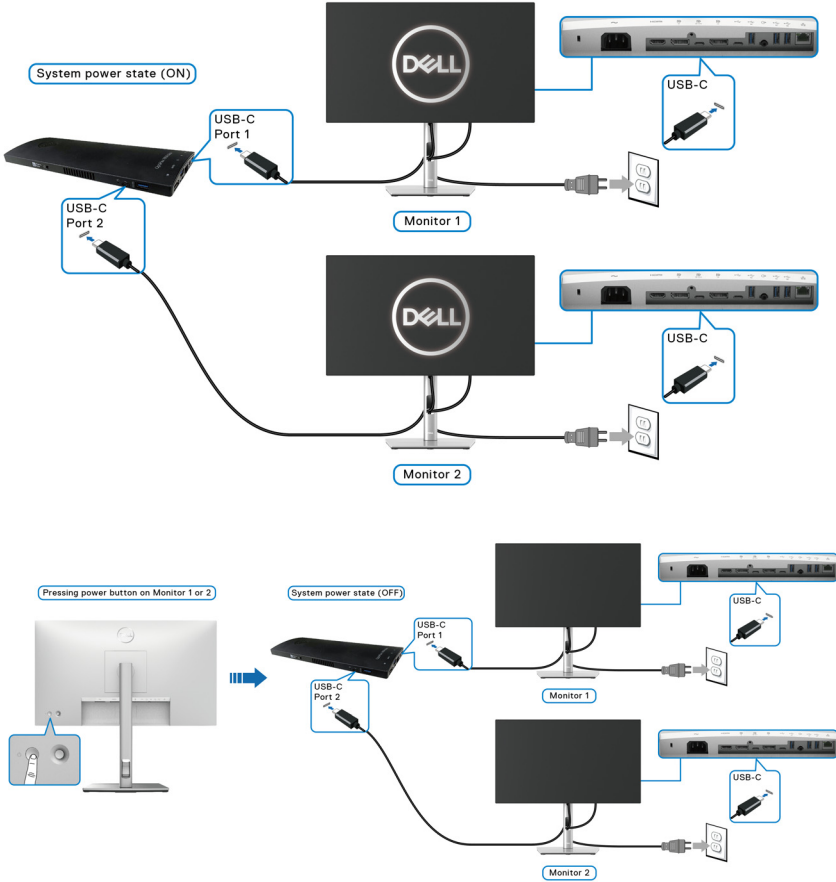 System power state (ON)
DELL
USB-C
USB-C
Port 1
Monitor 1
USB-C
Port 2
DELL
USB-C
Monitor 2
Pressing power button on Monitor 1 or 2
System power state (OFF)
USB-C
USB-C
Port 1
Monitor 1
USB-C
Port 2
USB-C
Monitor 2